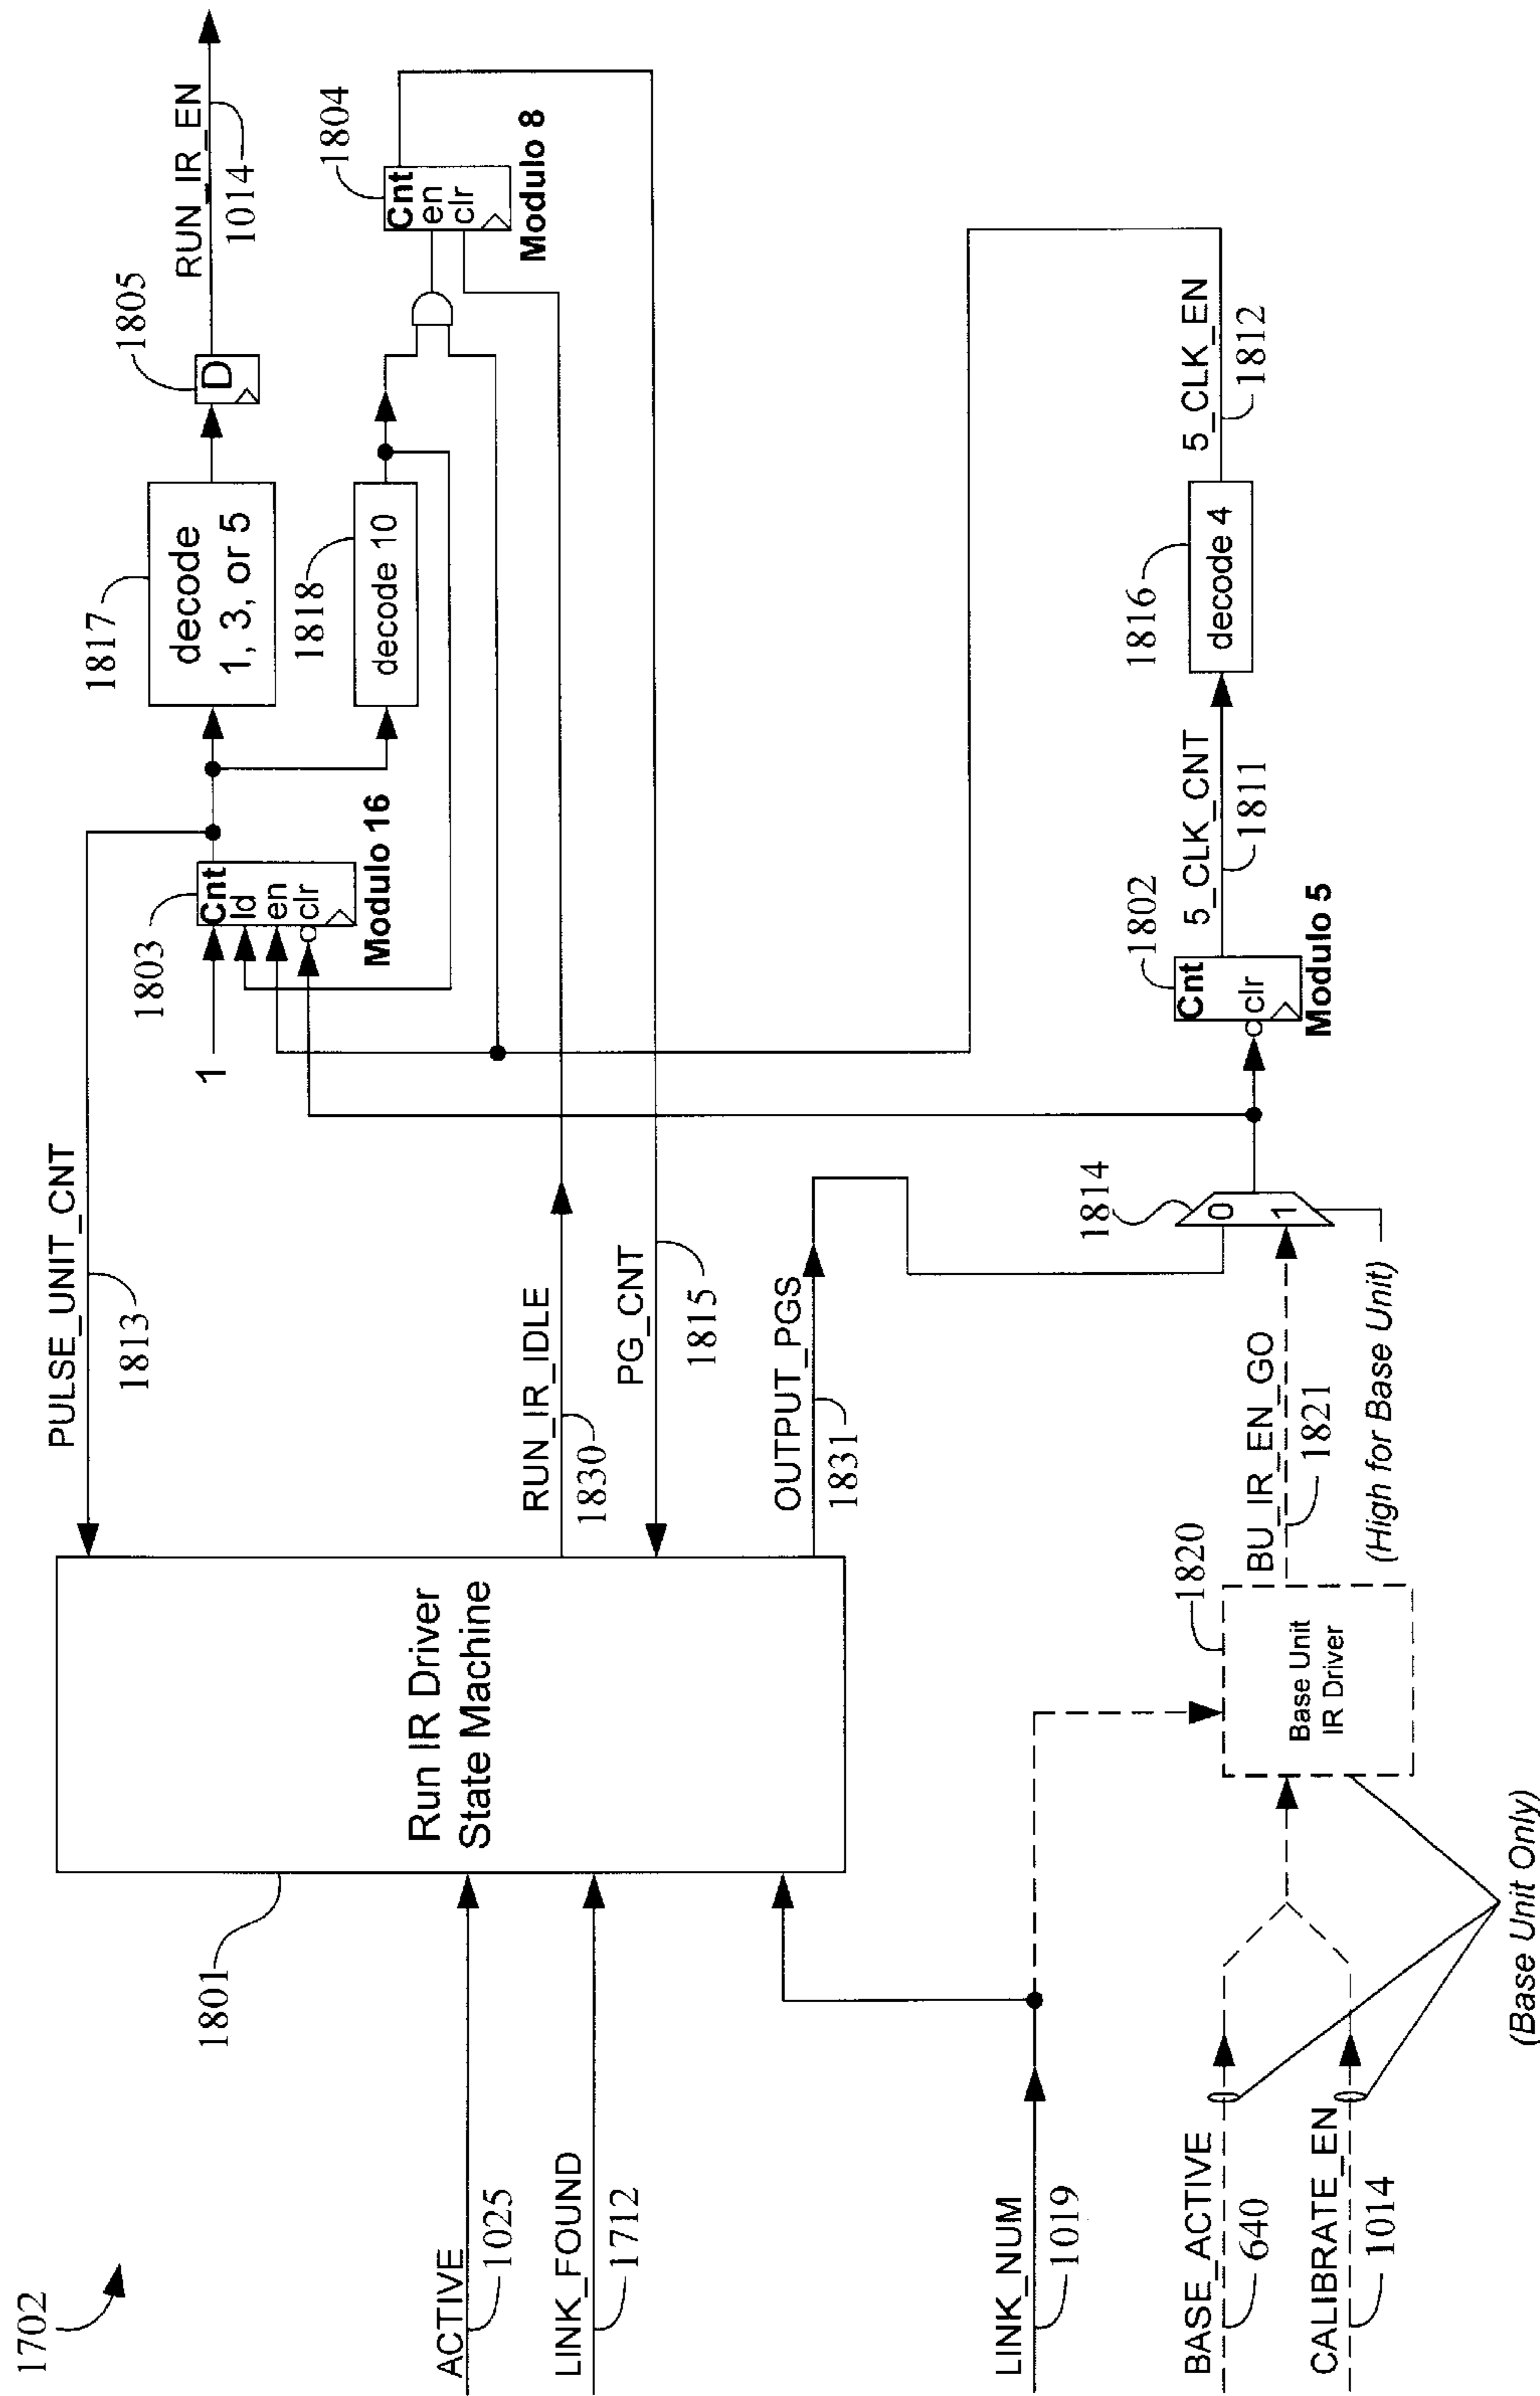 1702
PULSE_UNIT_CNT
1813
1803
1
Cnt
ld
en
clr
Modulo 16
1817
decode
1, 3, or 5
1818
decode 10
1805
D
RUN_IR_EN
1014
1804
Cnt
en
clr
Modulo 8
1801
Run IR Driver
State Machine
ACTIVE
1025
LINK_FOUND
1712
RUN_IR_IDLE
1830
PG_CNT
1815
OUTPUT_PGS
1831
LINK_NUM
1019
1814
0
1
1802
Cnt
clr
Modulo 5
5_CLK_CNT
1811
1816
decode 4
5_CLK_EN
1812
BASE_ACTIVE
640
CALIBRATE_EN
1014
1820
Base Unit
IR Driver
BU_IR_EN_GO
1821
(High for Base Unit)
(Base Unit Only)